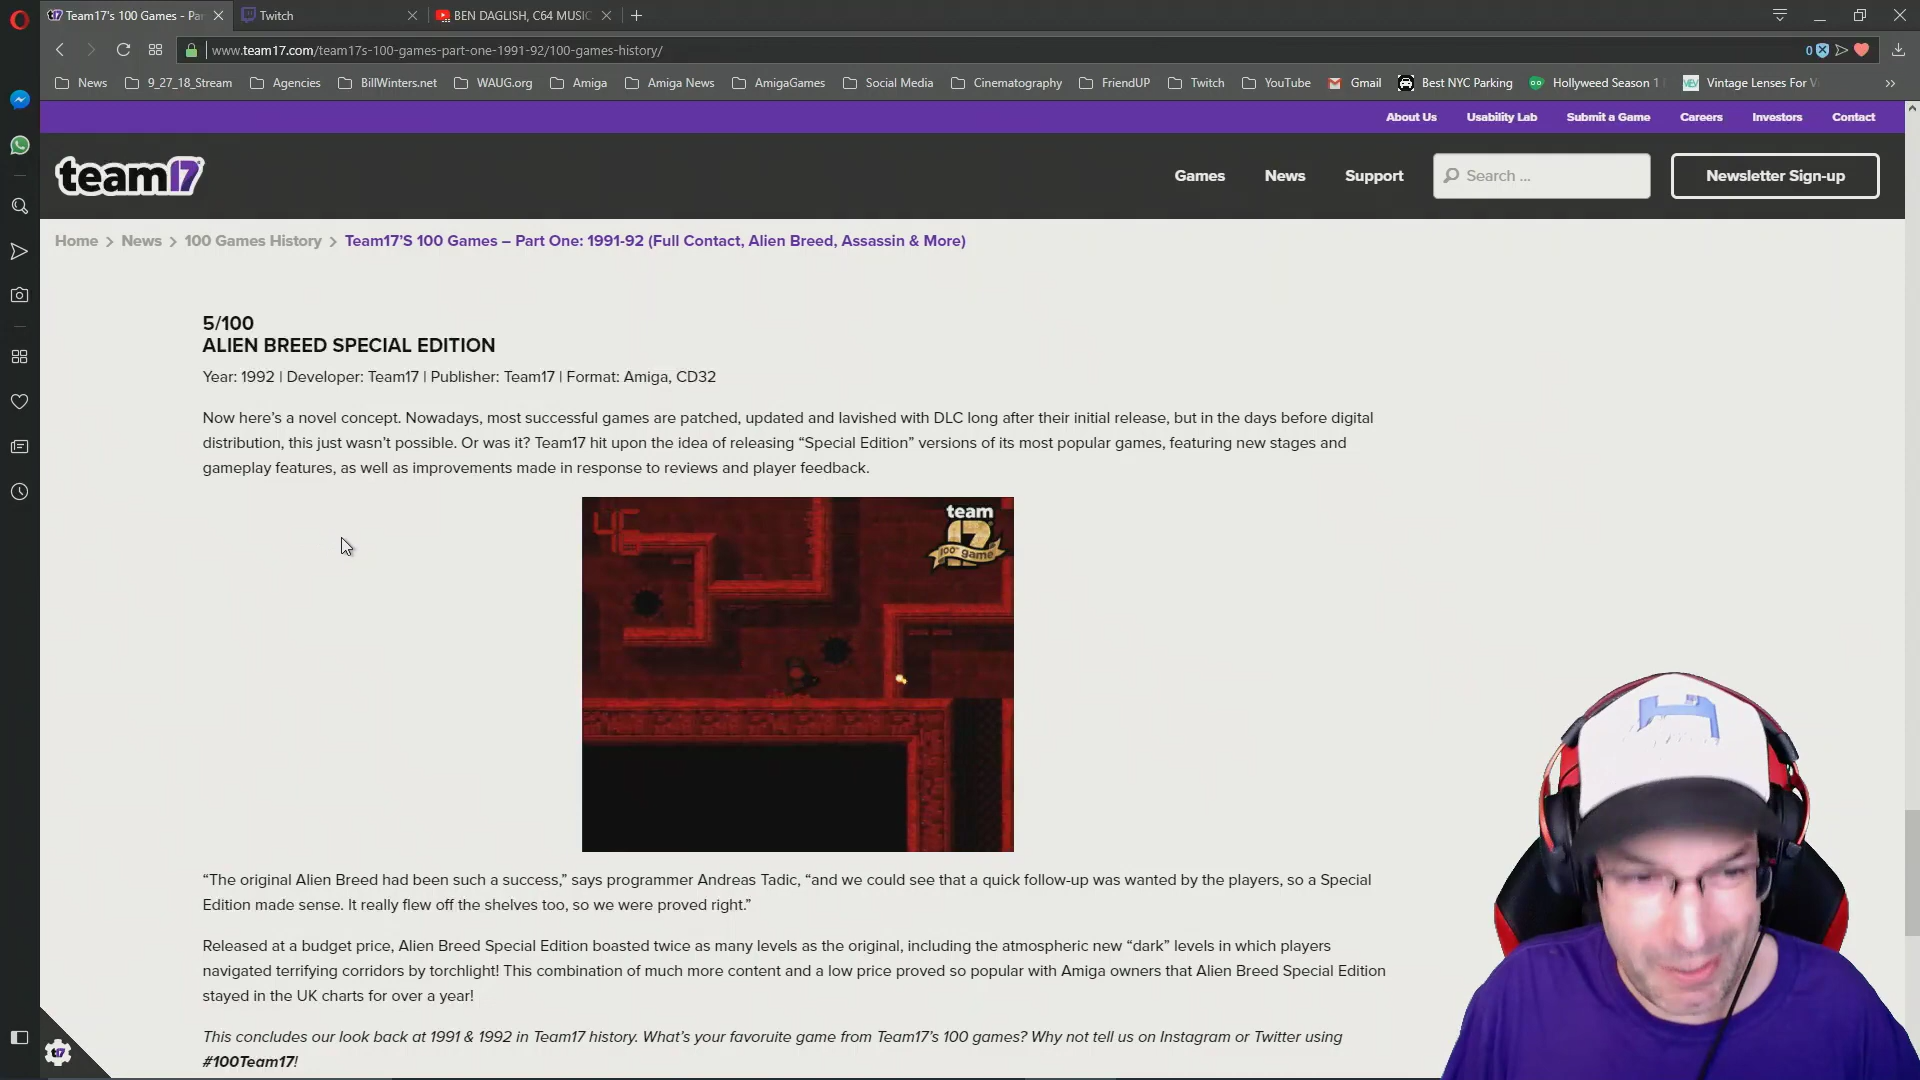 Team17's 100 Games - Par
Twitch
BEN DAGLISH, C64 MUSIC
www.team17.com/team17s-100-games-part-one-1991-92/100-games-history/
0
News
9_27_18_Stream
Agencies
BillWinters.net
WAUG.org
Amiga
Amiga News
AmigaGames
Social Media
Cinematography
FriendUP
Twitch
YouTube
Gmail
Best NYC Parking
Hollyweed Season 1
Vintage Lenses For V
About Us
Usability Lab
Submit a Game
Careers
Investors
Contact
team17
Games
News
Support
Search ...
Newsletter Sign-up
Home > News > 100 Games History > Team17'S 100 Games – Part One: 1991-92 (Full Contact, Alien Breed, Assassin & More)
5/100
ALIEN BREED SPECIAL EDITION
Year: 1992 | Developer: Team17 | Publisher: Team17 | Format: Amiga, CD32
Now here's a novel concept. Nowadays, most successful games are patched, updated and lavished with DLC long after their initial release, but in the days before digital
distribution, this just wasn't possible. Or was it? Team17 hit upon the idea of releasing “Special Edition” versions of its most popular games, featuring new stages and
gameplay features, as well as improvements made in response to reviews and player feedback.
team
17
100th game
“The original Alien Breed had been such a success,” says programmer Andreas Tadic, “and we could see that a quick follow-up was wanted by the players, so a Special
Edition made sense. It really flew off the shelves too, so we were proved right.”
Released at a budget price, Alien Breed Special Edition boasted twice as many levels as the original, including the atmospheric new “dark” levels in which players
navigated terrifying corridors by torchlight! This combination of much more content and a low price proved so popular with Amiga owners that Alien Breed Special Edition
stayed in the UK charts for over a year!
This concludes our look back at 1991 & 1992 in Team17 history. What's your favorite game from Team17's 100 games? Why not tell us on Instagram or Twitter using
#100Team17!